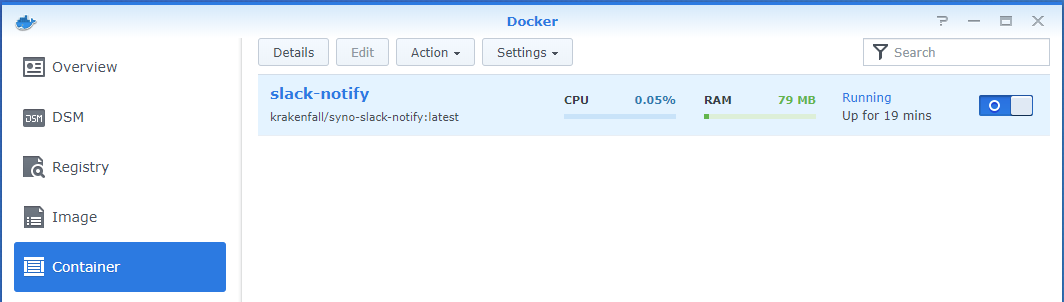 Docker
Overview
DSM
Registry
Image
Container
Details Edit Action Settings Search
slack-notify
krakenfall/syno-slack-notify:latest
CPU 0.05%
RAM 79 MB
Running
Up for 19 mins